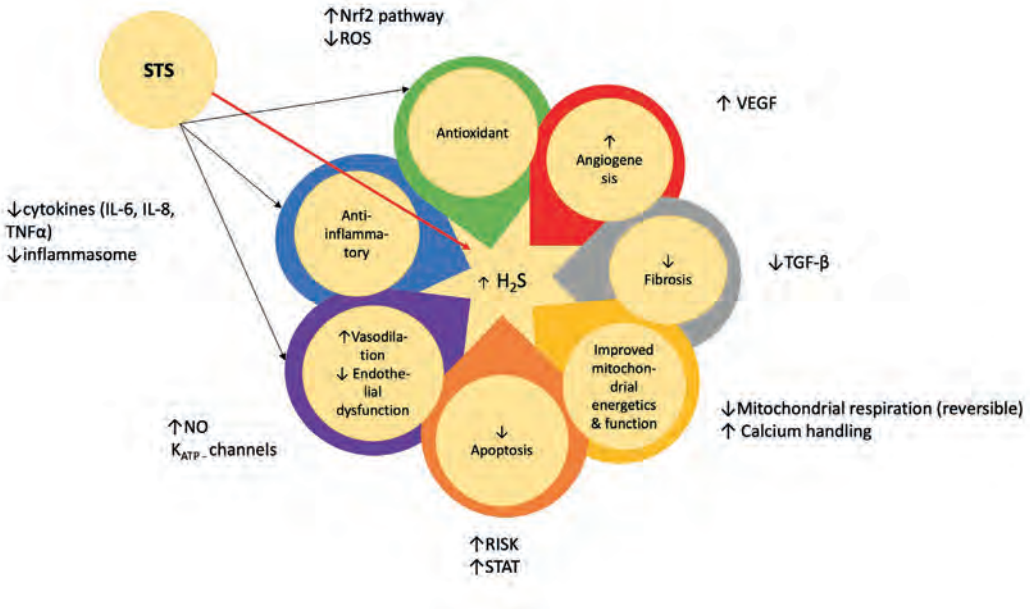 ↑Nrf2 pathway
↓ROS
STS
Antioxidant
↑ VEGF
↑
Angiogene
sis
↓cytokines (IL-6, IL-8,
TNFα)
↓inflammasome
Anti-
inflamma-
tory
↑ H₂S
↓
Fibrosis
↓TGF-β
↑Vasodila-
tion
↓ Endothe-
lial
dysfunction
Improved
mitochon-
drial
energetics
& function
↓Mitochondrial respiration (reversible)
↑ Calcium handling
↑NO
K_ATP – channels
↓
Apoptosis
↑RISK
↑STAT